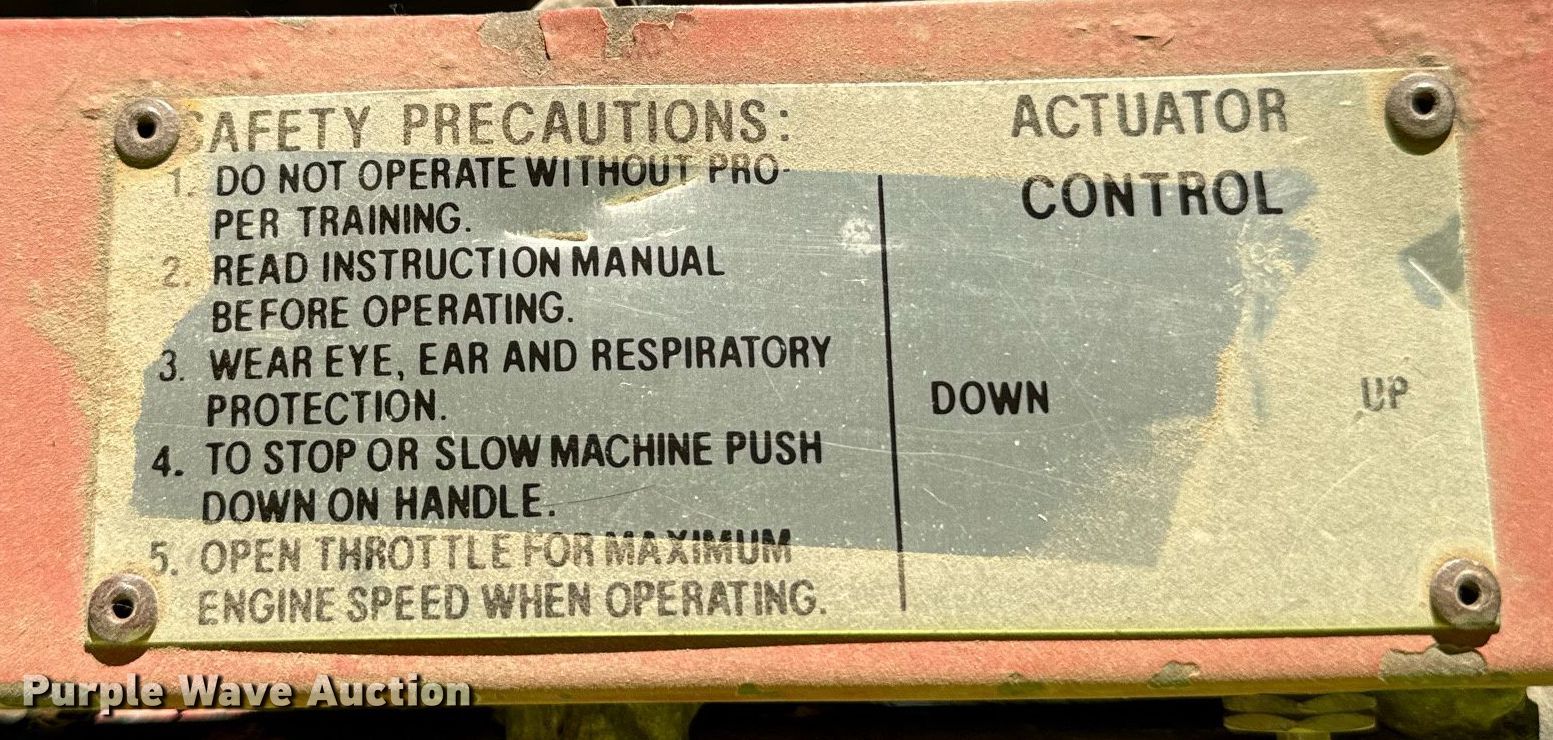 SAFETY PRECAUTIONS:
1. DO NOT OPERATE WITHOUT PRO-
PER TRAINING.
2. READ INSTRUCTION MANUAL
BEFORE OPERATING.
3. WEAR EYE, EAR AND RESPIRATORY
PROTECTION.
4. TO STOP OR SLOW MACHINE PUSH
DOWN ON HANDLE.
5. OPEN THROTTLE FOR MAXIMUM
ENGINE SPEED WHEN OPERATING.
ACTUATOR
CONTROL
DOWN UP
Purple Wave Auction